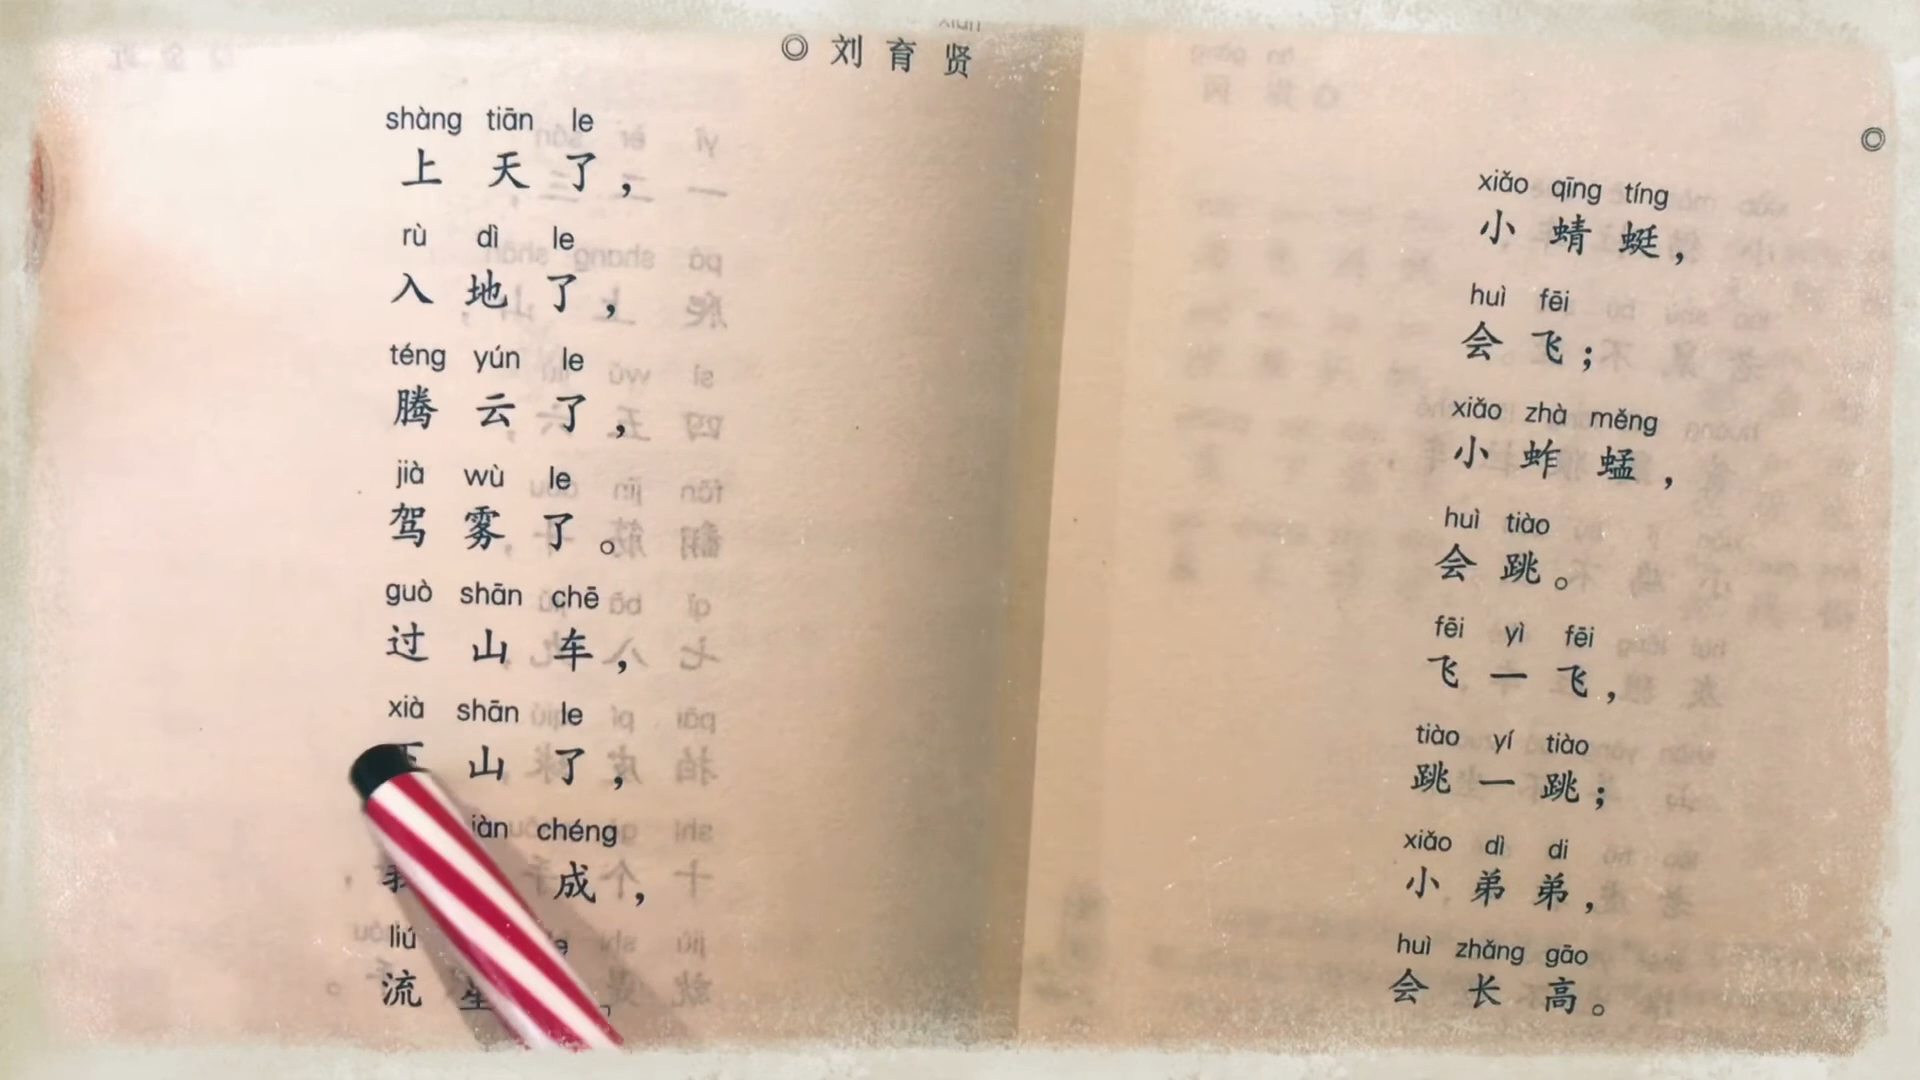 ◎刘育贤
shàng tiān le
上天了，
rù dì le
入地了，
téng yún le
腾云了，
jià wù le
驾雾了。
guò shān chē
过山车，
xià shān le
山了，
chéng
成，
liú
流星
◎
xiǎo qīng tíng
小蜻蜓，
huì fēi
会飞；
xiǎo zhà měng
小蚱蜢，
huì tiào
会跳。
fēi yì fēi
飞一飞，
tiào yí tiào
跳一跳；
xiǎo dì di
小弟弟，
huì zhǎng gāo
会长高。